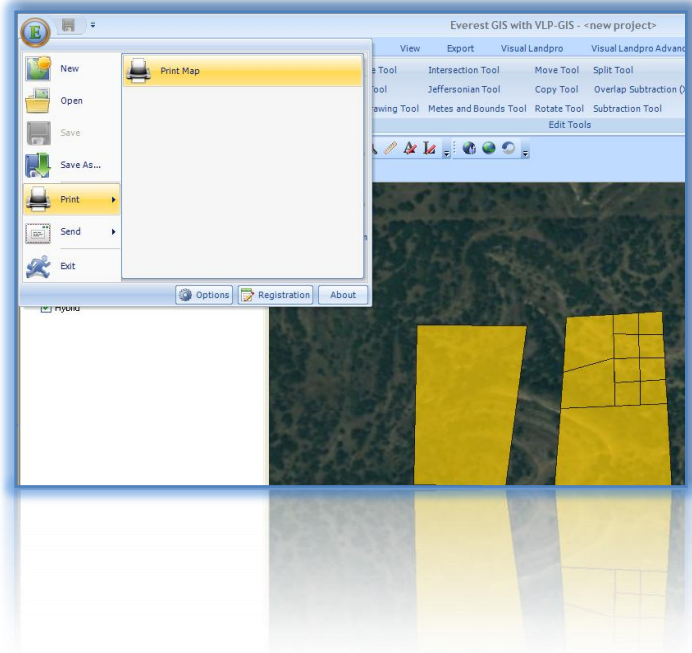 E
Everest GIS with VLP-GIS - <new project>
View Export Visual Landpro Visual Landpro Advanc
New Print Map
e Tool Intersection Tool Move Tool Split Tool
Open
ool Jeffersonian Tool Copy Tool Overlap Subtraction (
rawing Tool Metes and Bounds Tool Rotate Tool Subtraction Tool
Save
Edit Tools
Save As...
Print
Send
Exit
Options Registration About
Hybrid